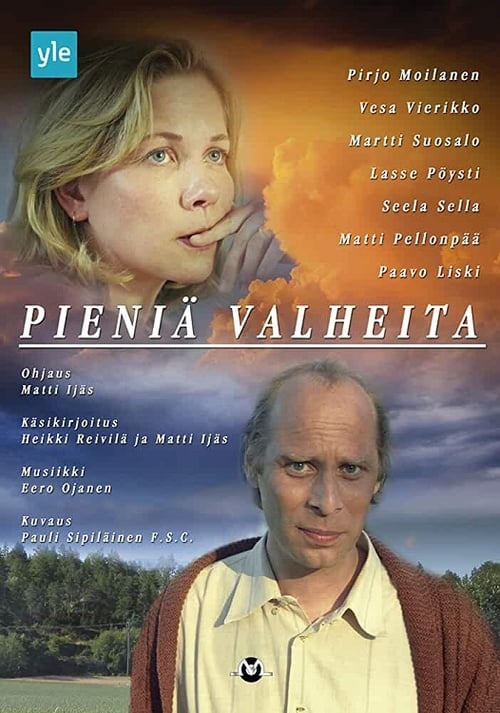 yle
Pirjo Moilanen
Vesa Vierikko
Martti Suosalo
Lasse Pöysti
Seela Sella
Matti Pellonpää
Paavo Liski
PIENIÄ VALHEITA
Ohjaus
Matti Ijäs
Käsikirjoitus
Heikki Reivilä ja Matti Ijäs
Musiikki
Eero Ojanen
Kuvaus
Pauli Sipiläinen F.S.C.